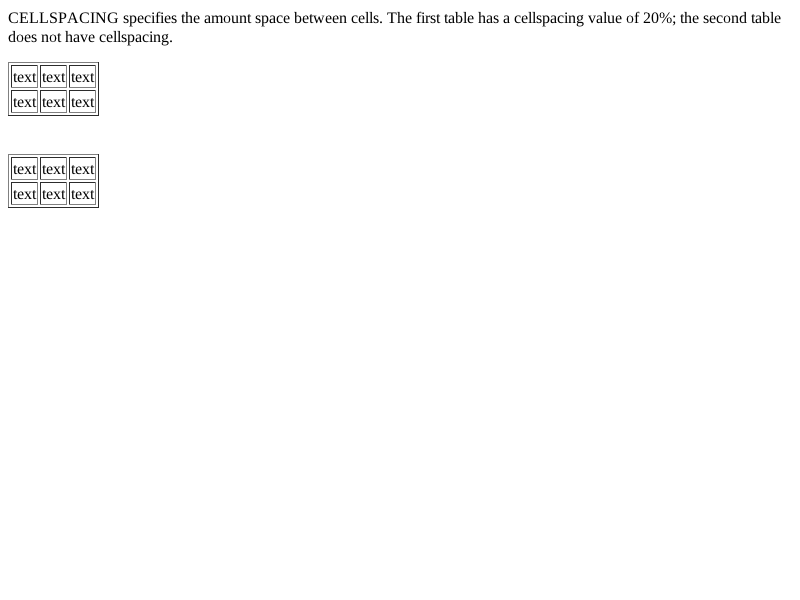 CELLSPACING specifies the amount space between cells. The first table has a cellspacing value of 20%; the second table
does not have cellspacing.
text text text
text text text
text text text
text text text